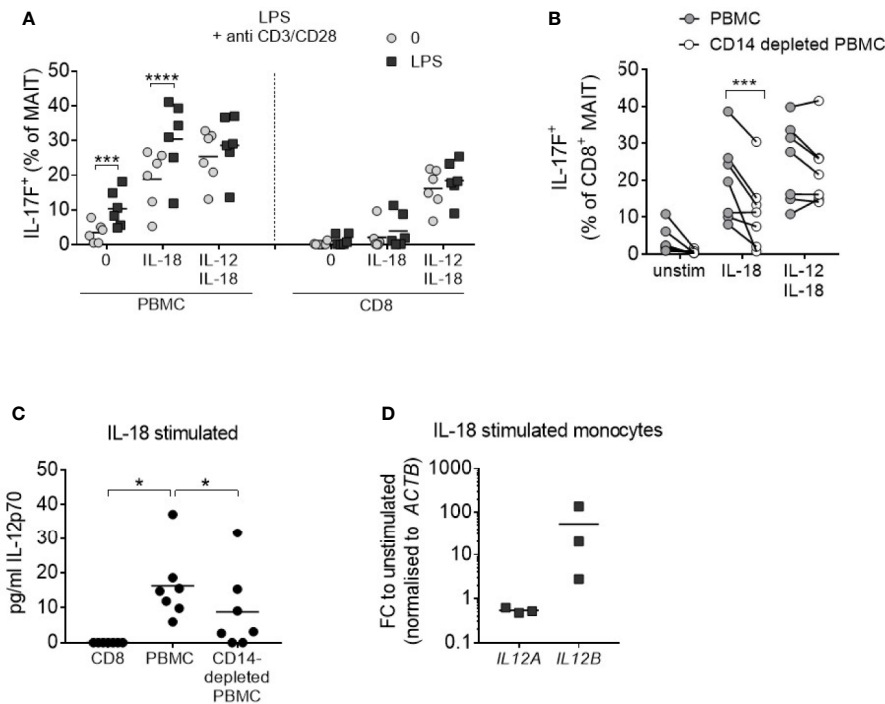 A
LPS
+ anti CD3/CD28
0
LPS
IL-17F+ (% of MAIT)
50
40
30
20
10
0
***
****
0
IL-18
IL-12
IL-18
0
IL-18
IL-12
IL-18
PBMC
CD8
B
PBMC
CD14 depleted PBMC
IL-17F+
(% of CD8+ MAIT)
50
40
30
20
10
0
***
unstim
IL-18
IL-12
IL-18
C
IL-18 stimulated
pg/ml IL-12p70
50
40
30
20
10
0
*
*
CD8
PBMC
CD14-
depleted
PBMC
D
IL-18 stimulated monocytes
FC to unstimulated
(normalised to ACTB)
1000
100
10
1
0.1
IL12A
IL12B